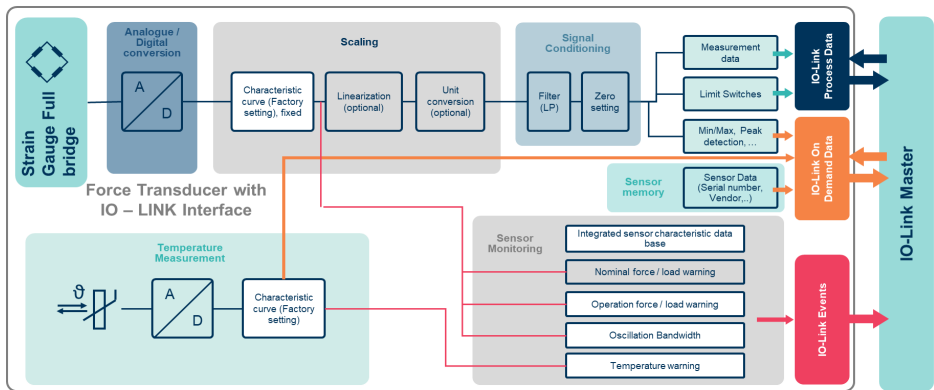 Strain
Gauge Full
bridge
Analogue /
Digital
conversion
A
D
Scaling
Characteristic
curve (Factory
setting), fixed
Linearization
(optional)
Unit
conversion
(optional)
Signal
Conditioning
Filter
(LP)
Zero
setting
Measurement
data
Limit Switches
Min/Max, Peak
detection, ...
Sensor
memory
Sensor Data
(Serial number,
Vendor,..)
IO-Link
Process Data
IO-Link On
Demand Data
IO-Link Events
IO-Link Master
Force Transducer with
IO – LINK Interface
Temperature
Measurement
ϑ
A
D
Characteristic
curve (Factory
setting)
Sensor
Monitoring
Integrated sensor characteristic data
base
Nominal force / load warning
Operation force / load warning
Oscillation Bandwidth
Temperature warning